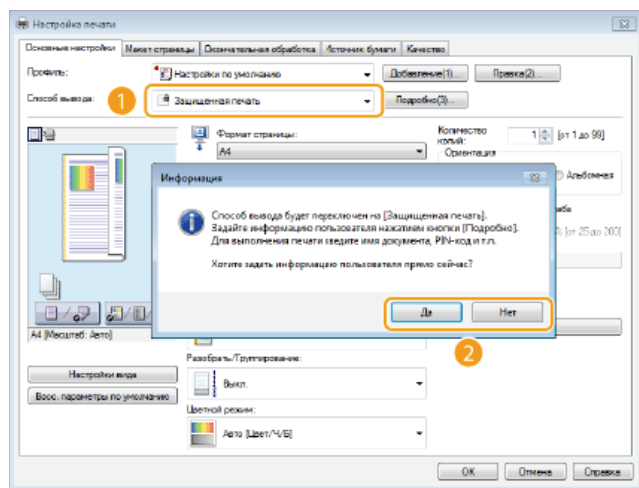 Настройка печати
Основные настройки Макет страницы Окончательная обработка Источник бумаги Качество
Профиль: Настройки по умолчанию Добавление(1)... Правка(2)...
Способ вывода: 1 Защищенная печать Подробно(3)...
Формат страницы:
A4
Количество копий: 1 [от 1 до 99]
Ориентация
Альбомная
[от 25 до 200]
Информация
Способ вывода будет переключен на [Защищенная печать].
Задайте информацию пользователя нажатием кнопки [Подробно].
Для выполнения печати введите имя документа, PIN-код и т.п.
Хотите задать информацию пользователя прямо сейчас?
Да Нет
2
A4 [Масштаб: Авто]
Разобрать/Группирование:
Выкл.
Настройки вида
Восс. параметры по умолчанию
Цветной режим:
Авто [Цвет/Ч/Б]
OK Отмена Справка